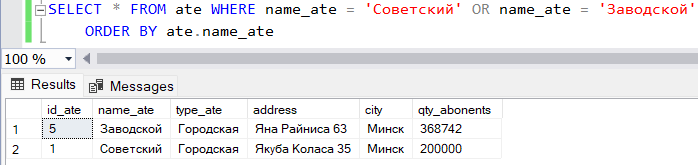 SELECT * FROM ate WHERE name_ate = 'Советский' OR name_ate = 'Заводской'
ORDER BY ate.name_ate
100 %
Results Messages
id_ate name_ate type_ate address city qty_abonents
1 5 Заводской Городская Яна Райниса 63 Минск 368742
2 1 Советский Городская Якуба Коласа 35 Минск 200000